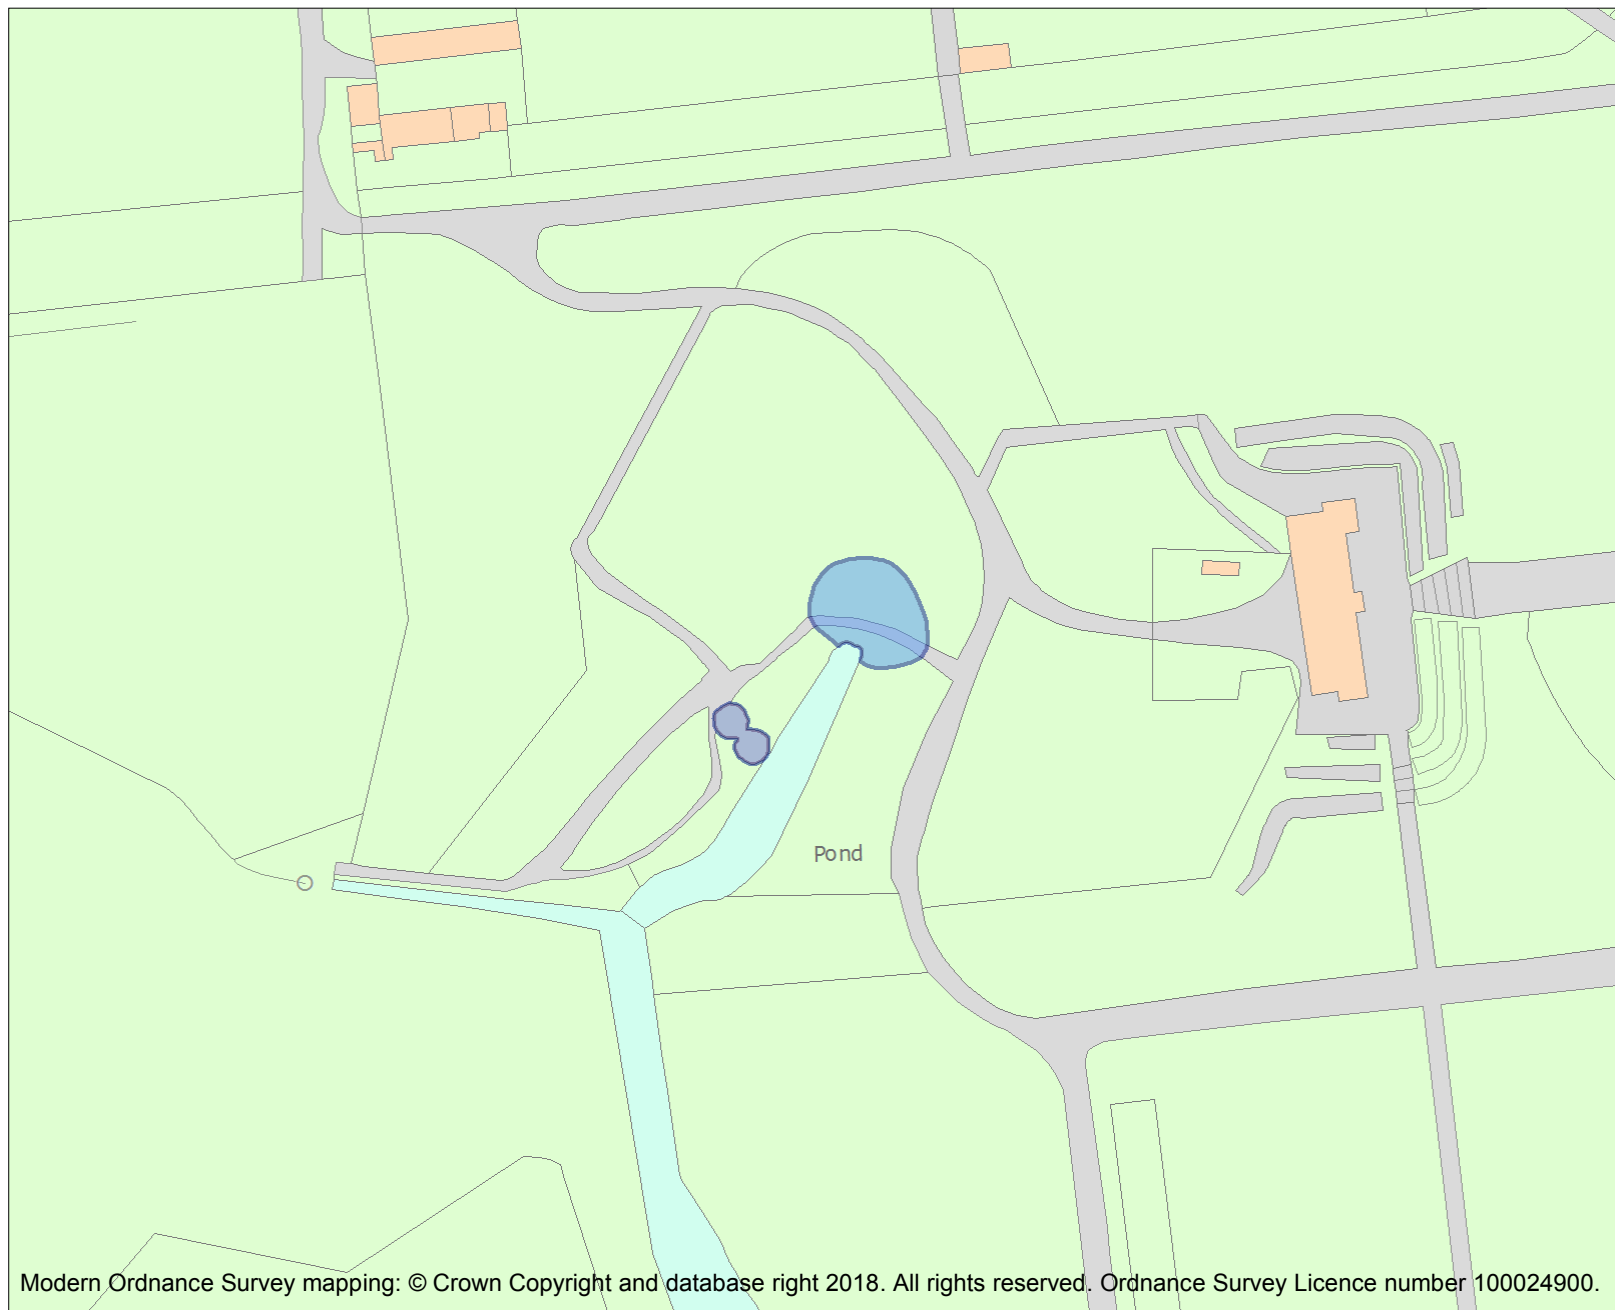 Pond
Modern Ordnance Survey mapping: © Crown Copyright and database right 2018. All rights reserved. Ordnance Survey Licence number 100024900.